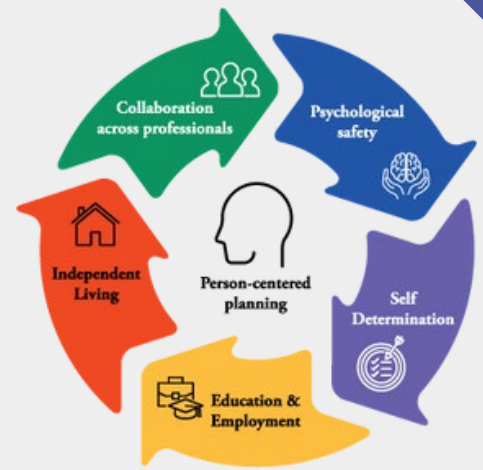 Collaboration
across professionals
Psychological
safety
Self
Determination
Education &
Employment
Independent
Living
Person-centered
planning